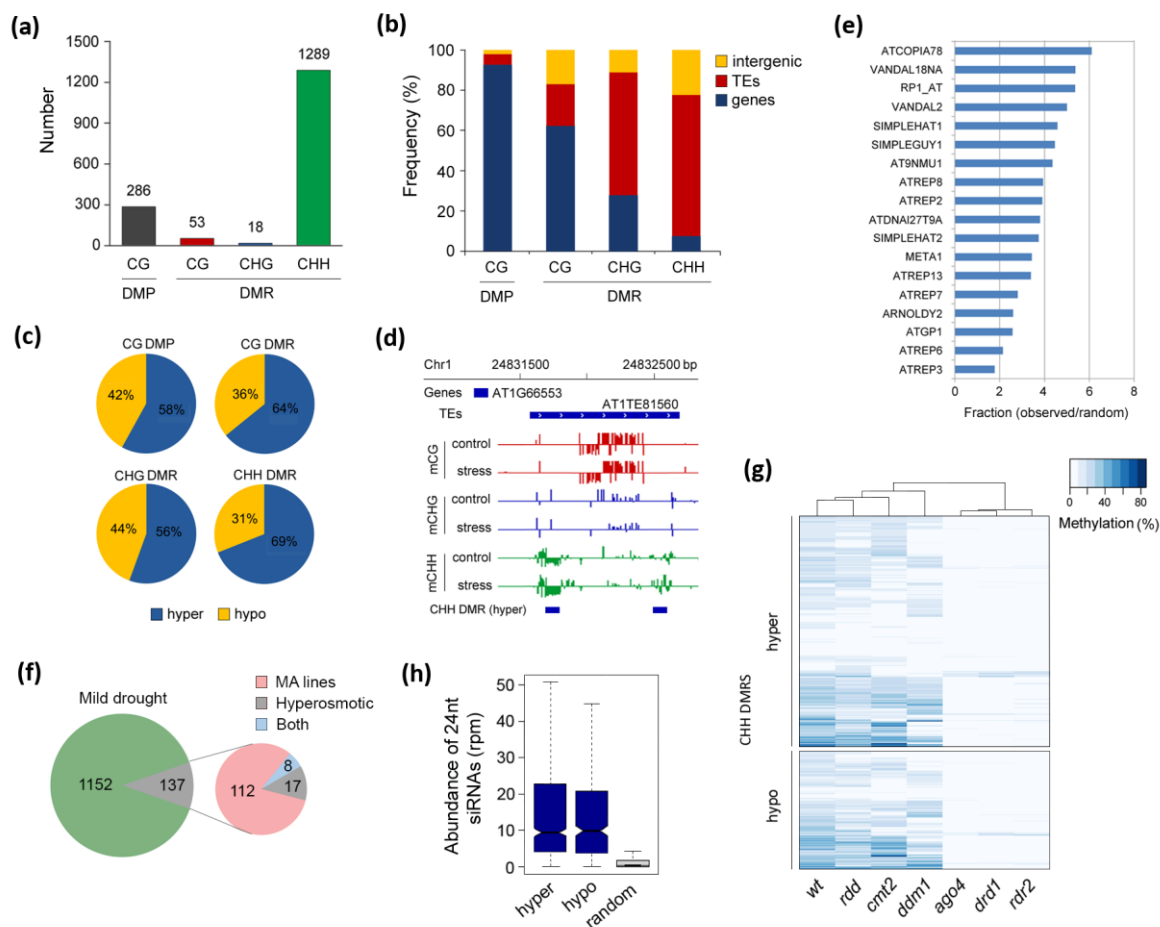 (a)
Number
1500
1200
900
600
300
0
286
53
18
1289
CG
CG
CHG
CHH
DMP
DMR
(b)
Frequency (%)
100
80
60
40
20
0
intergenic
TEs
genes
CG
CG
CHG
CHH
DMP
DMR
(c)
CG DMP
42%
58%
CG DMR
36%
64%
CHG DMR
44%
56%
CHH DMR
31%
69%
hyper
hypo
(d)
Chr1
24831500
24832500 bp
Genes
AT1G66553
TEs
AT1TE81560
mCG
control
stress
mCHG
control
stress
mCHH
control
stress
CHH DMR (hyper)
(e)
ATCOPIA78
VANDAL18NA
RP1_AT
VANDAL2
SIMPLEHAT1
SIMPLEGUY1
AT9NMU1
ATREP8
ATREP2
ATDNAI27T9A
SIMPLEHAT2
META1
ATREP13
ATREP7
ARNOLDY2
ATGP1
ATREP6
ATREP3
0 2 4 6 8
Fraction (observed/random)
(f)
Mild drought
1152
137
MA lines
Hyperosmotic
Both
112
8
17
(h)
Abundance of 24nt
siRNAs (rpm)
50
40
30
20
10
0
hyper
hypo
random
(g)
0 40 80
Methylation (%)
CHH DMRS
hyper
hypo
wt
rdd
cmt2
ddm1
ago4
drd1
rdr2